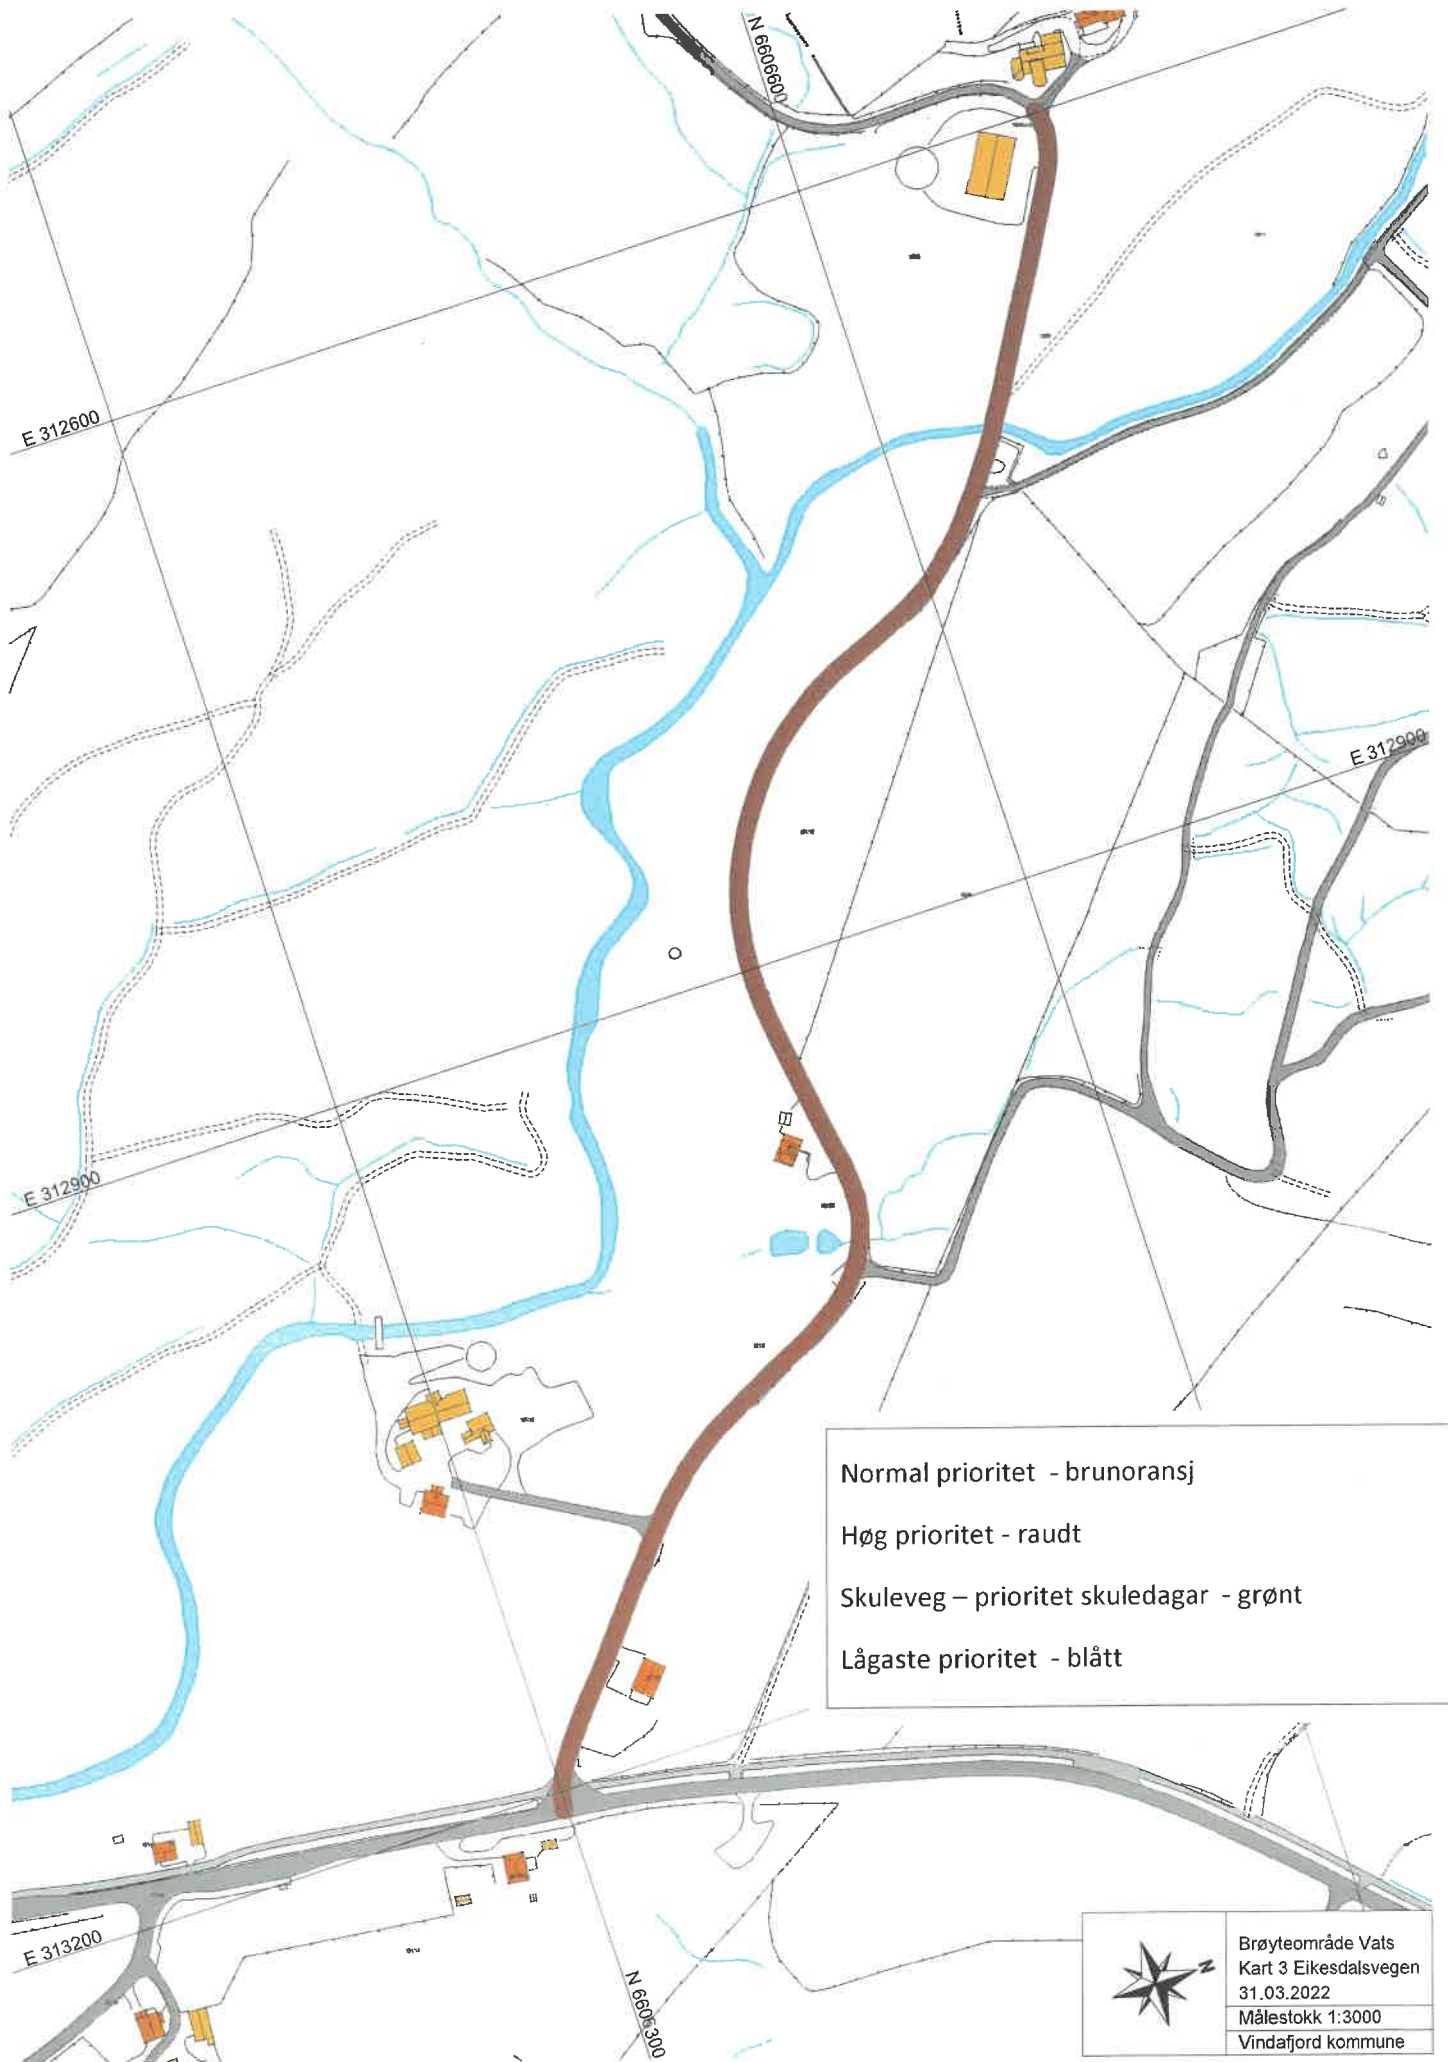 N 6606600
E 312600
E 312900
E 312900
Normal prioritet - brunoransj
Høg prioritet - raudt
Skuleveg – prioritet skuledagar - grønt
Lågaste prioritet - blått
E 313200
N 6606300
N
Brøyteområde Vats
Kart 3 Eikesdalsvegen
31.03.2022
Målestokk 1:3000
Vindafjord kommune